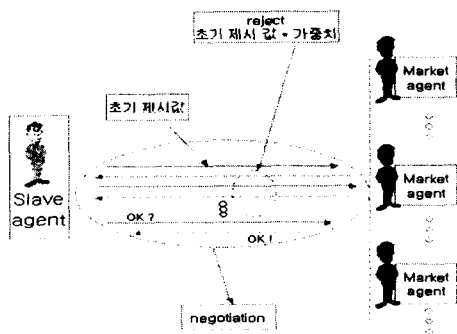 reject
초기 제시 값 * 가중치
초기 제시값
Market
agent
Slave
agent
Market
agent
OK ?
OK !
Market
agent
negotiation